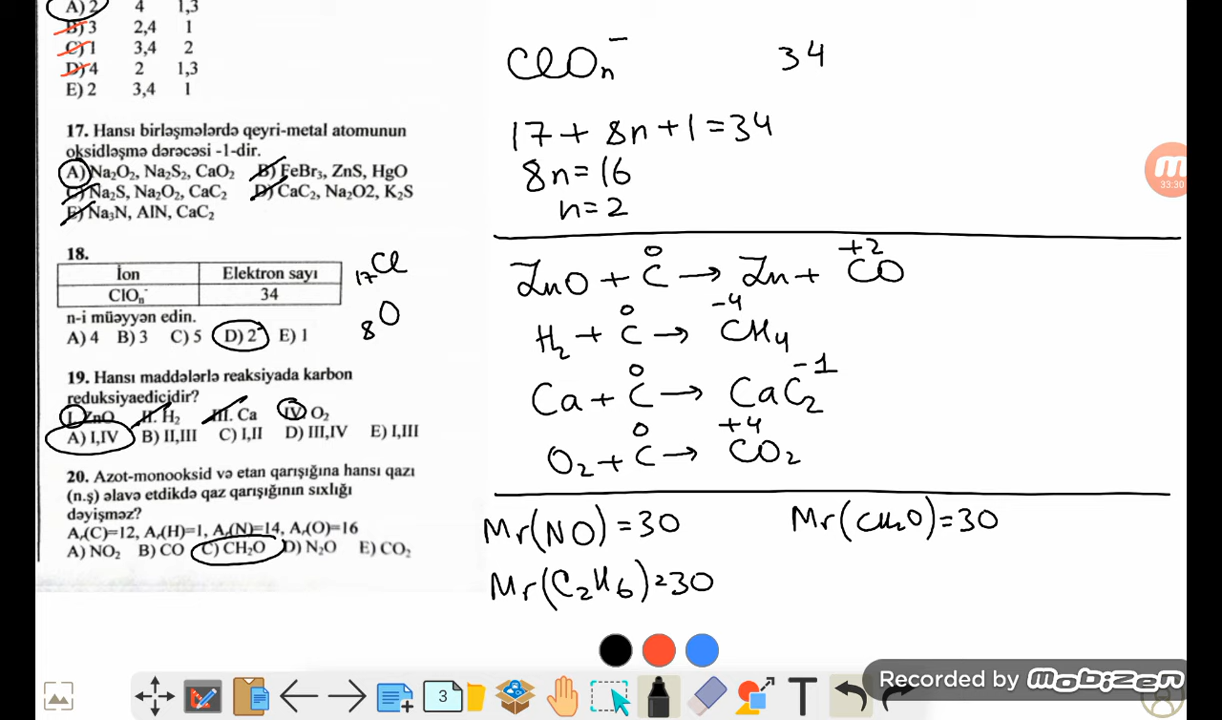 A) 2 4 1,3
B) 3 2,4 1
C) 1 3,4 2
D) 4 2 1,3
E) 2 3,4 1
17. Hansı birləşmələrdə qeyri-metal atomunun
oksidləşmə dərəcəsi -1-dir.
A) Na₂O₂, Na₂S₂, CaO₂ B) FeBr₃, ZnS, HgO
C) Na₂S, Na₂O₂, CaC₂ D) CaC₂, Na₂O2, K₂S
E) Na₃N, AlN, CaC₂
18.
İon Elektron sayı
ClOₙ⁻ 34
₁₇Cl
₈O
n-i müəyyən edin.
A) 4 B) 3 C) 5 D) 2 E) 1
19. Hansı maddələrlə reaksiyada karbon
reduksiyaedicidir?
I. ZnO II. H₂ III. Ca IV O₂
A) I,IV B) II,III C) I,II D) III,IV E) I,III
20. Azot-monooksid və etan qarışığına hansı qazı
(n.ş) əlavə etdikdə qaz qarışığının sıxlığı
dəyişməz?
Aᵣ(C)=12, Aᵣ(H)=1, Aᵣ(N)=14, Aᵣ(O)=16
A) NO₂ B) CO C) CH₂O D) N₂O E) CO₂
ClOₙ⁻ 34
17 + 8n + 1 = 34
8n = 16
n = 2
ZnO + C⁰ → Zn + C⁺²O
H₂ + C⁰ → C⁻⁴H₄
Ca + C⁰ → CaC₂⁻¹
O₂ + C⁰ → C⁺⁴O₂
Mr(NO) = 30 Mr(CH₂O) = 30
Mr(C₂H₆) = 30
33:30
3
T
Recorded by mobizen